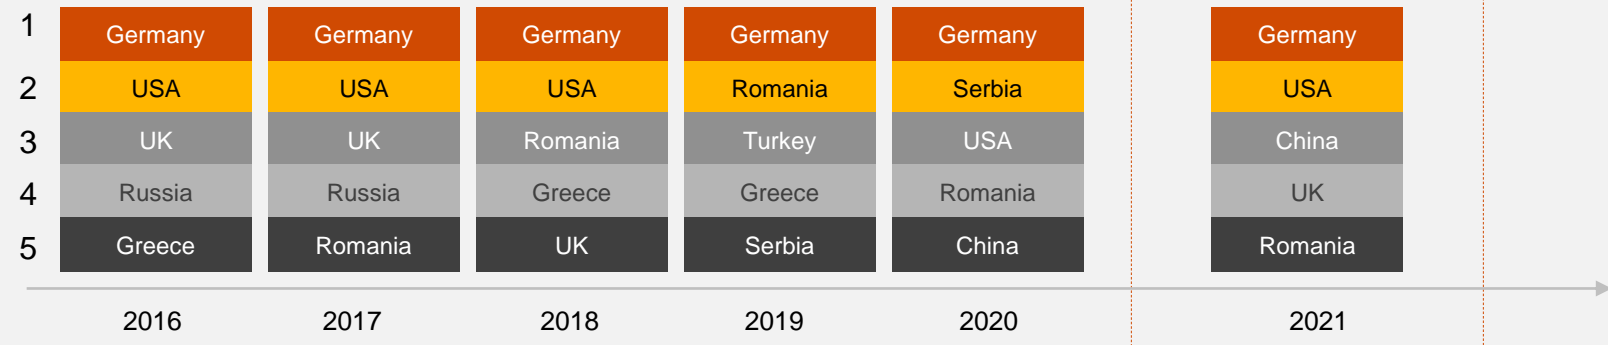 1 Germany Germany Germany Germany Germany Germany
2 USA USA USA Romania Serbia USA
3 UK UK Romania Turkey USA China
4 Russia Russia Greece Greece Romania UK
5 Greece Romania UK Serbia China Romania
2016 2017 2018 2019 2020 2021